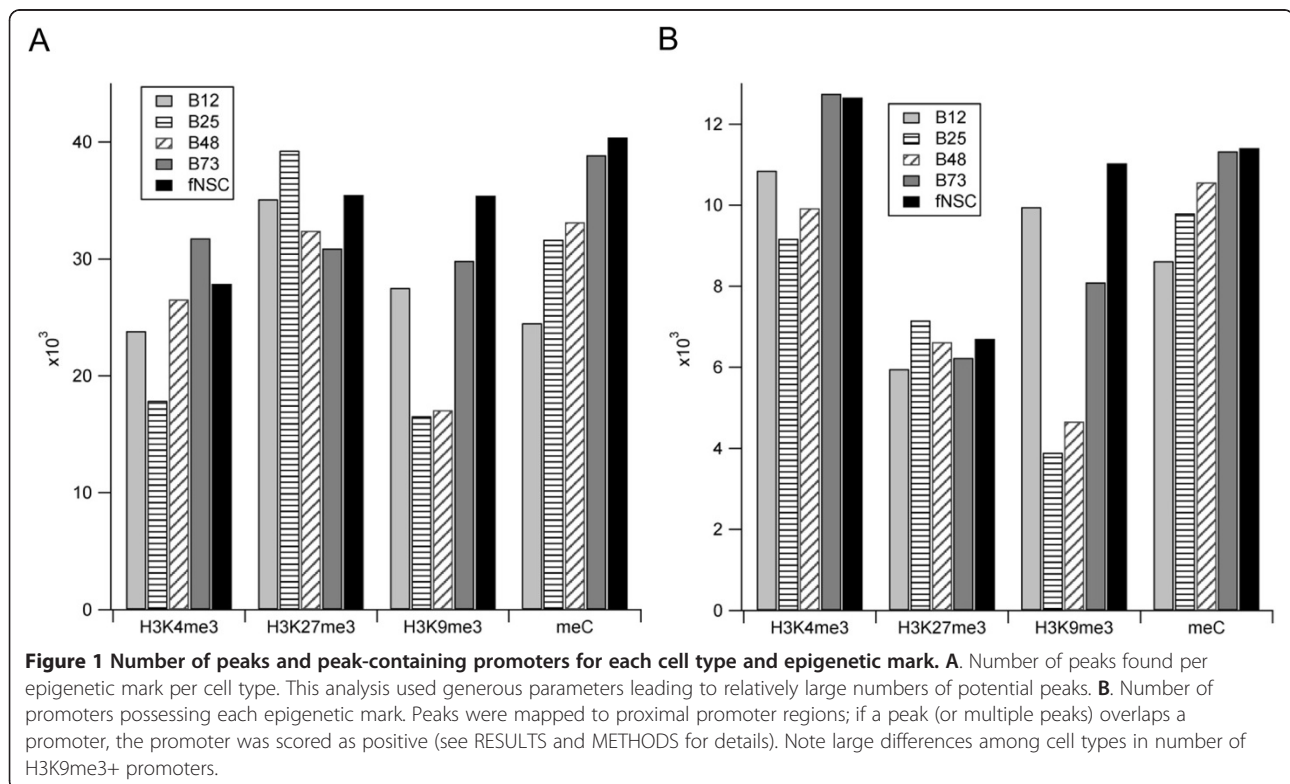 A
B12
B25
B48
B73
fNSC
40
30
20
10
0
x10³
H3K4me3 H3K27me3 H3K9me3 meC
B
B12
B25
B48
B73
fNSC
12
10
8
6
4
2
0
x10³
H3K4me3 H3K27me3 H3K9me3 meC
Figure 1 Number of peaks and peak-containing promoters for each cell type and epigenetic mark. A. Number of peaks found per
epigenetic mark per cell type. This analysis used generous parameters leading to relatively large numbers of potential peaks. B. Number of
promoters possessing each epigenetic mark. Peaks were mapped to proximal promoter regions; if a peak (or multiple peaks) overlaps a
promoter, the promoter was scored as positive (see RESULTS and METHODS for details). Note large differences among cell types in number of
H3K9me3+ promoters.